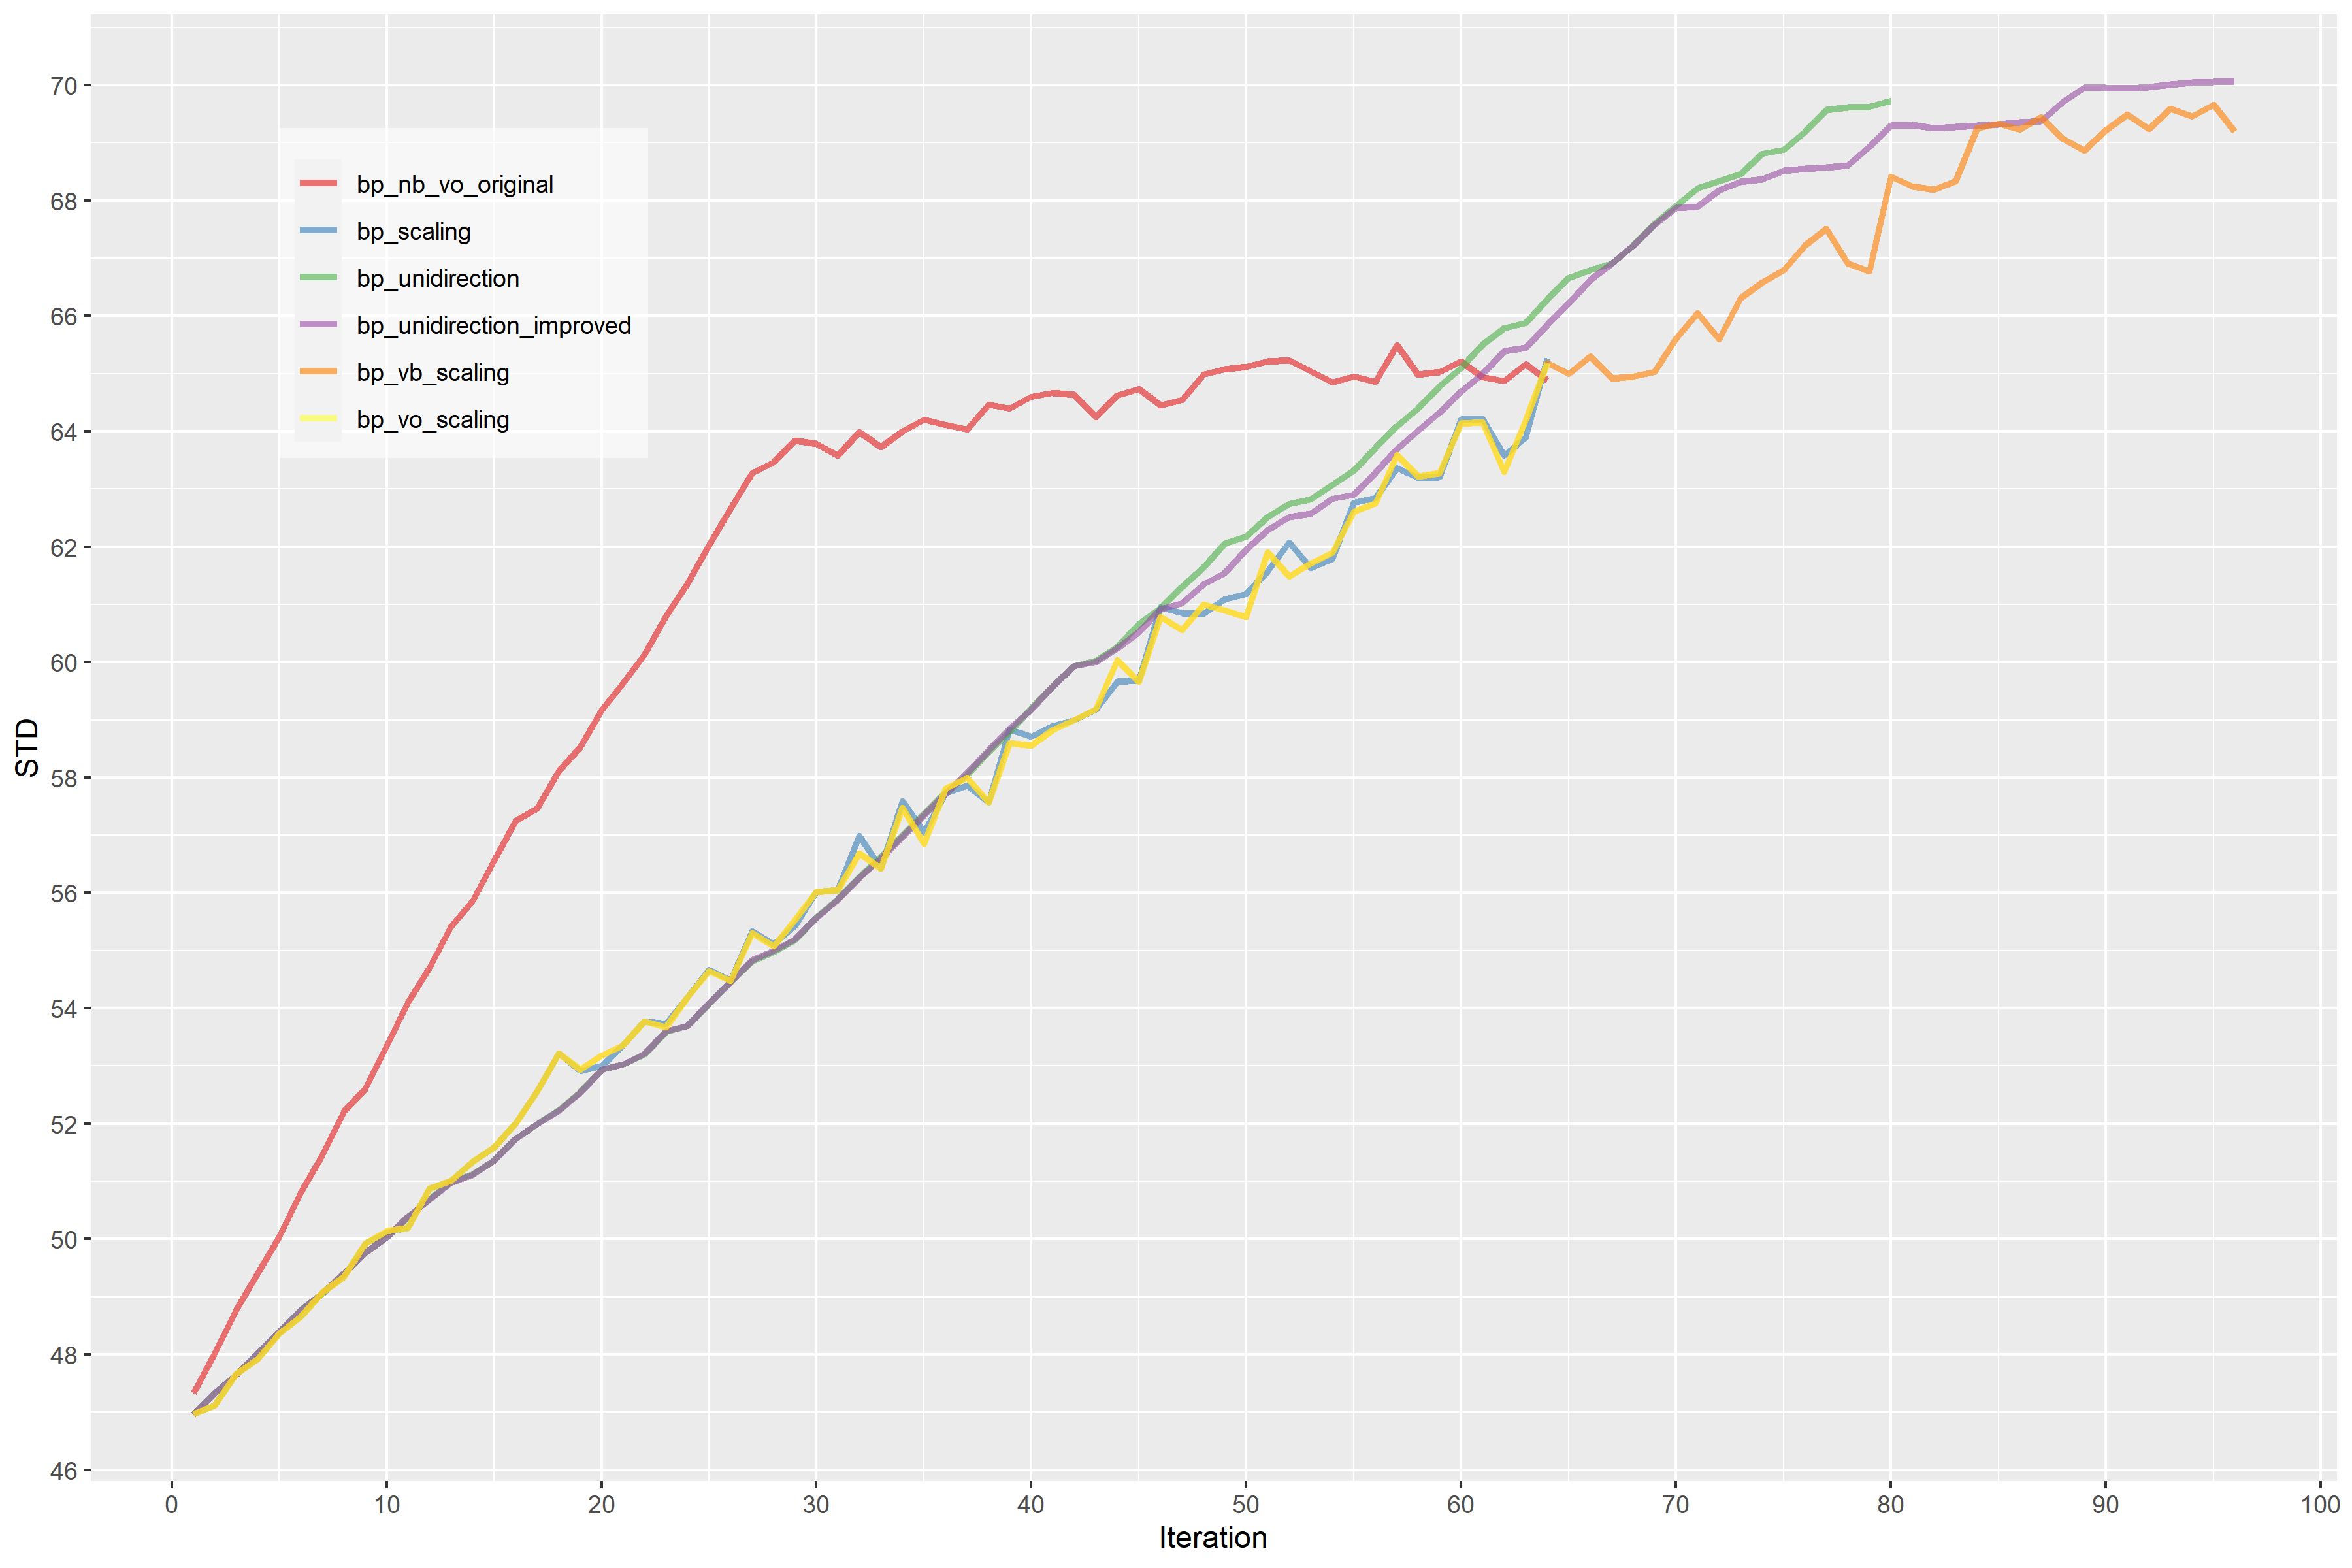 70
68
66
64
62
60
58
56
54
52
50
48
46
STD
bp_nb_vo_original
bp_scaling
bp_unidirection
bp_unidirection_improved
bp_vb_scaling
bp_vo_scaling
0 10 20 30 40 50 60 70 80 90 100
Iteration